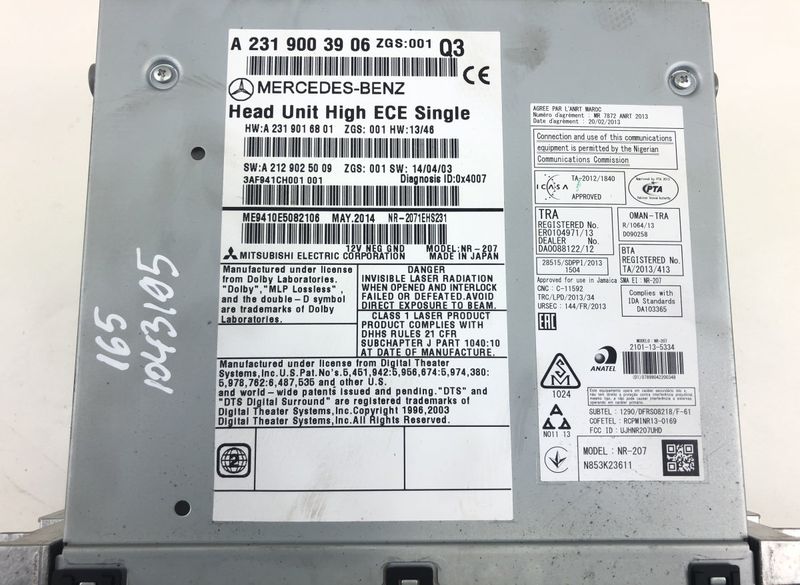 A 231 900 39 06 ZGS:001 Q3
CE
MERCEDES-BENZ
Head Unit High ECE Single
HW:A 231 901 68 01 ZGS: 001 HW:13/46
SW:A 212 902 50 09 ZGS: 001 SW: 14/04/03
3AF941CH001 001 Diagnosis ID:0x4007
ME9410E5082106 MAY.2014 NR-2071EHS231
12V NEG GND MODEL:NR-207
MITSUBISHI ELECTRIC CORPORATION MADE IN JAPAN
Manufactured under license
from Dolby Laboratories.
"Dolby","MLP Lossless",
and the double-D symbol
are trademarks of Dolby
Laboratories.
DANGER
INVISIBLE LASER RADIATION
WHEN OPENED AND INTERLOCK
FAILED OR DEFEATED.AVOID
DIRECT EXPOSURE TO BEAM.
CLASS 1 LASER PRODUCT
PRODUCT COMPLIES WITH
DHHS RULES 21 CFR
SUBCHAPTER J PART 1040:10
AT DATE OF MANUFACTURE.
Manufactured under license from Digital Theater
Systems,Inc.U.S.Pat.No's.5,451,942:5,956,674:5,974,380:
5,978,762:6,487,535 and other U.S.
and world-wide patents issued and pending."DTS" and
"DTS Digital Surround" are registered trademarks of
Digital Theater Systems,Inc.Copyright 1996,2003
Digital Theater Systems,Inc.All Rights Reserved.
2
165
1043105
AGREE PAR L'ANRT MAROC
Numéro d'agrément : MR 7872 ANRT 2013
Date d'agrément : 20/02/2013
Connection and use of this communications
equipment is permitted by the Nigerian
Communications Commission
ICASA
TA-2012/1840
APPROVED
Approved by PTA
PTA
TRA
REGISTERED No.
ER0104971/13
DEALER No.
DA0088122/12
OMAN-TRA
R/1064/13
D090258
28515/SDPPI/2013
1504
BTA
REGISTERED No.
TA/2013/413
Approved for use in Jamaica SMA EI : NR-207
CNC : C-11592
TRC/LPD/2013/34
URSEC : 144/FR/2013
Complies with
IDA Standards
DA103365
EAC
MODELO: NR-207
2101-13-5334
ANATEL
1024
N011 13
SUBTEL : 1290/DFRS08218/F-61
COFETEL : RCPMINR13-0169
FCC ID : UJHNR207UHD
MODEL : NR-207
N853K23611